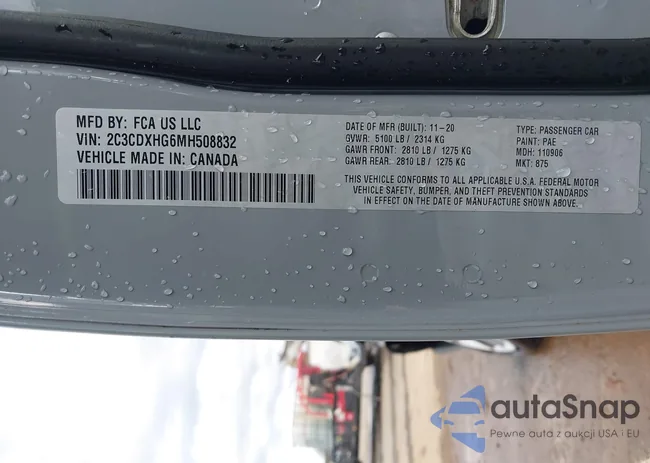 MFD BY: FCA US LLC
VIN: 2C3CDXHG6MH508832
VEHICLE MADE IN: CANADA
DATE OF MFR (BUILT): 11-20
GVWR: 5100 LB / 2314 KG
GAWR FRONT: 2810 LB / 1275 KG
GAWR REAR: 2810 LB / 1275 KG
TYPE: PASSENGER CAR
PAINT: PAE
MDH: 110906
MKT: 875
THIS VEHICLE CONFORMS TO ALL APPLICABLE U.S.A. FEDERAL MOTOR
VEHICLE SAFETY, BUMPER, AND THEFT PREVENTION STANDARDS
IN EFFECT ON THE DATE OF MANUFACTURE SHOWN ABOVE.
autaSnap
Pewne auta z aukcji USA i EU